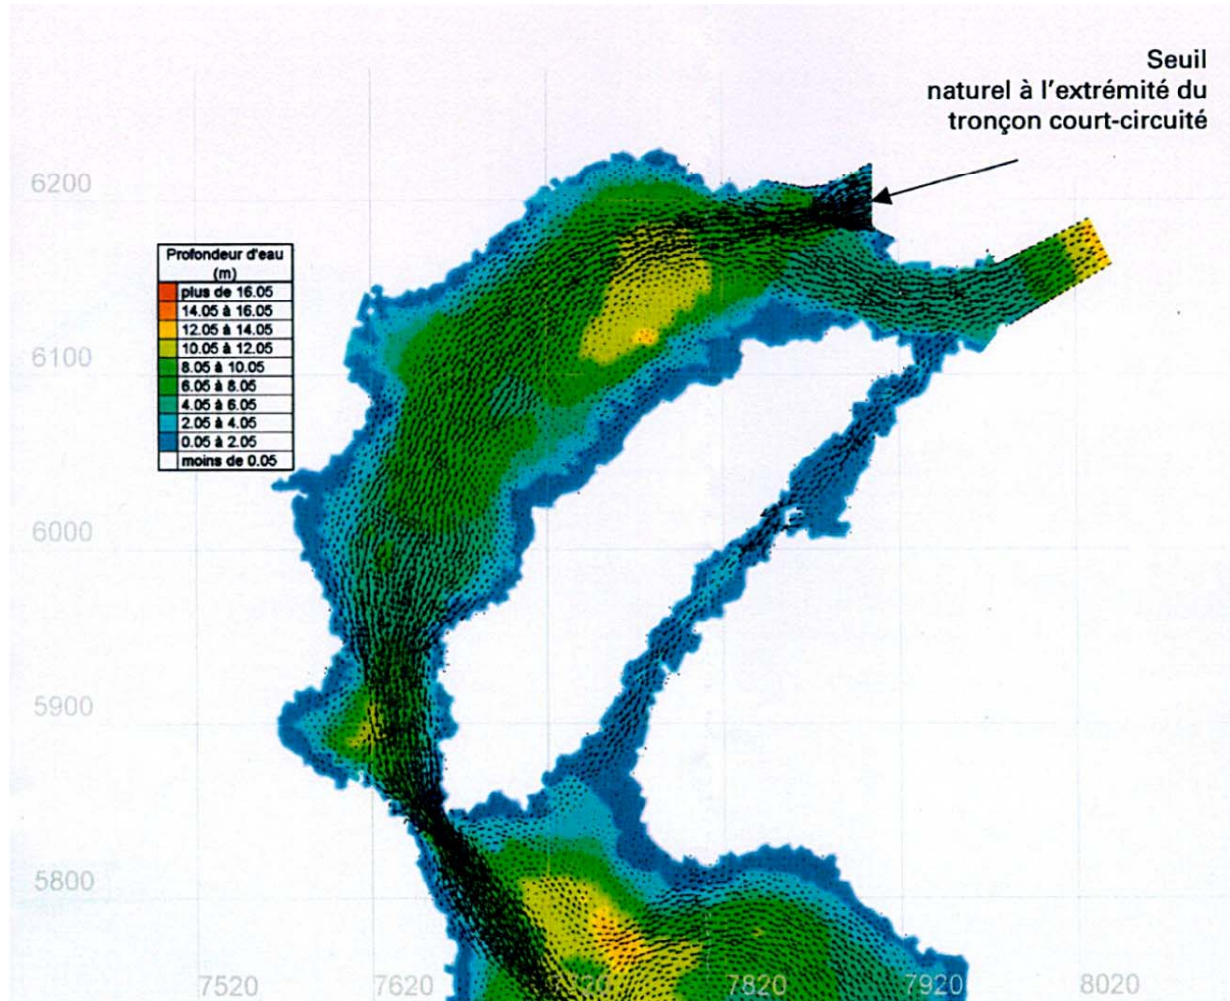 Seuil
naturel à l'extrémité du
tronçon court-circuité
6200
Profondeur d'eau
(m)
plus de 16.05
14.05 à 16.05
12.05 à 14.05
10.05 à 12.05
8.05 à 10.05
6.05 à 8.05
4.05 à 6.05
2.05 à 4.05
0.05 à 2.05
moins de 0.05
6100
6000
5900
5800
7520
7620
7820
7920
8020